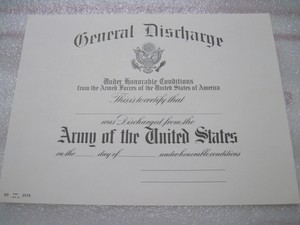 General Discharge
Under Honorable Conditions
from the Armed Forces of the United States of America
This is to certify that
was Discharged from the
Army of the United States
on the day of under honorable conditions